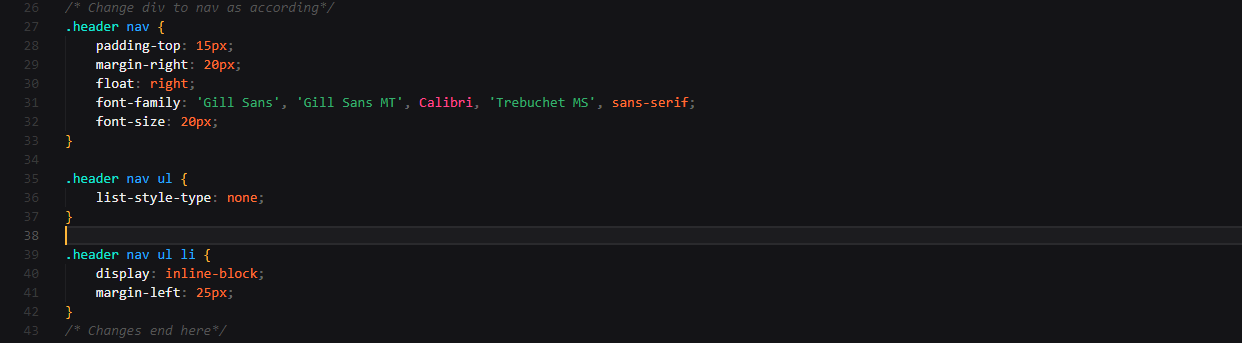 26 /* Change div to nav as according*/
27 .header nav {
28     padding-top: 15px;
29     margin-right: 20px;
30     float: right;
31     font-family: 'Gill Sans', 'Gill Sans MT', Calibri, 'Trebuchet MS', sans-serif;
32     font-size: 20px;
33 }
34
35 .header nav ul {
36     list-style-type: none;
37 }
38
39 .header nav ul li {
40     display: inline-block;
41     margin-left: 25px;
42 }
43 /* Changes end here*/